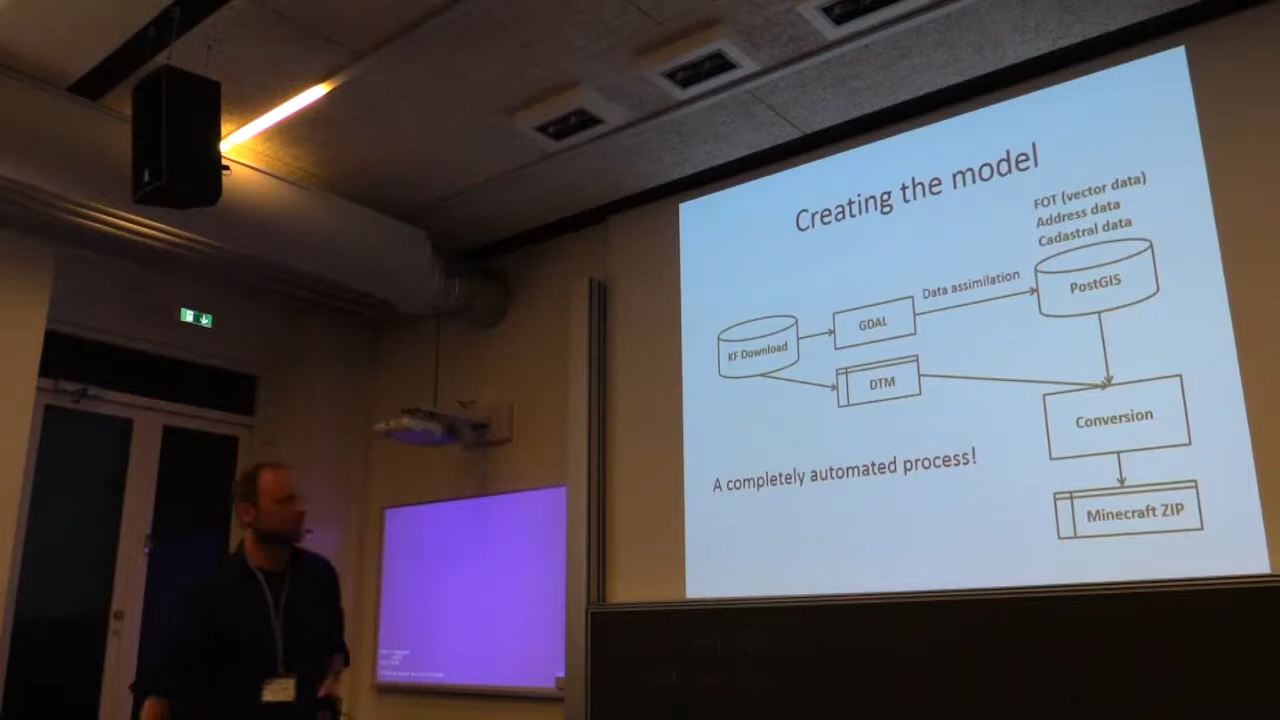 Creating the model
FOT (vector data)
Address data
Cadastral data
Data assimilation
PostGIS
GDAL
KF Download
DTM
Conversion
A completely automated process!
Minecraft ZIP